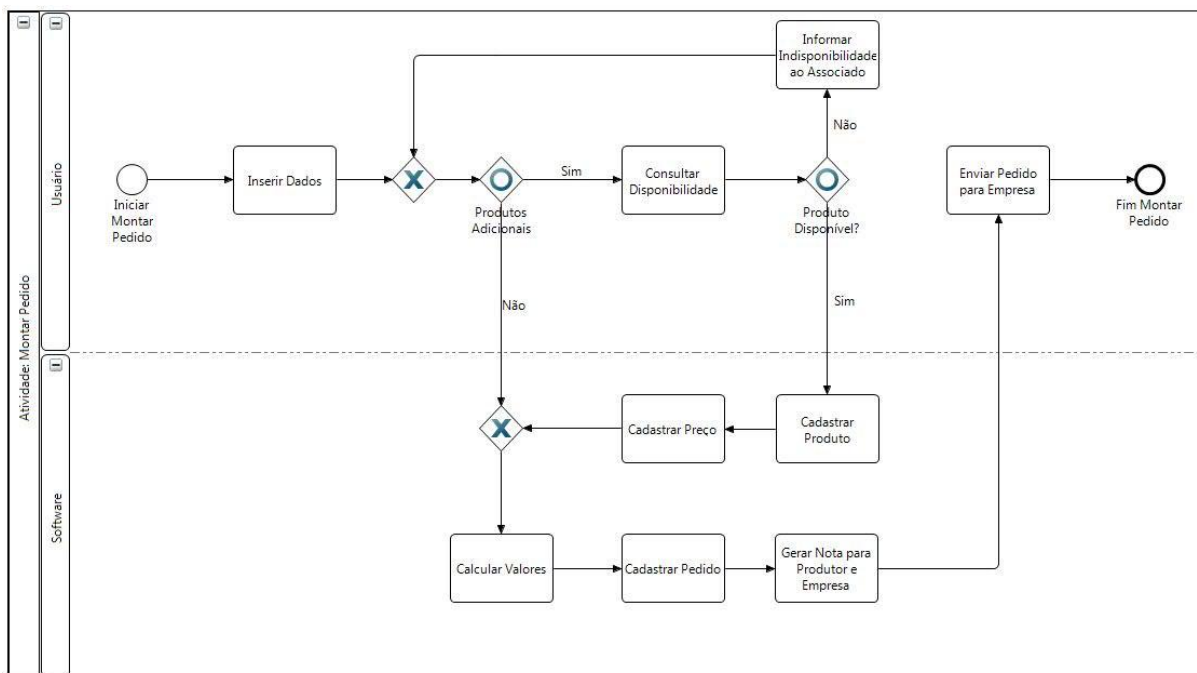 Atividade: Montar Pedido
Usuário
Informar
Indisponibilidade
ao Associado
Não
Inserir Dados
Sim
Consultar
Disponibilidade
Enviar Pedido
para Empresa
Iniciar
Montar
Pedido
Produtos
Adicionais
Produto
Disponível?
Fim Montar
Pedido
Não
Sim
Software
Cadastrar Preço
Cadastrar
Produto
Calcular Valores
Cadastrar Pedido
Gerar Nota para
Produtor e
Empresa